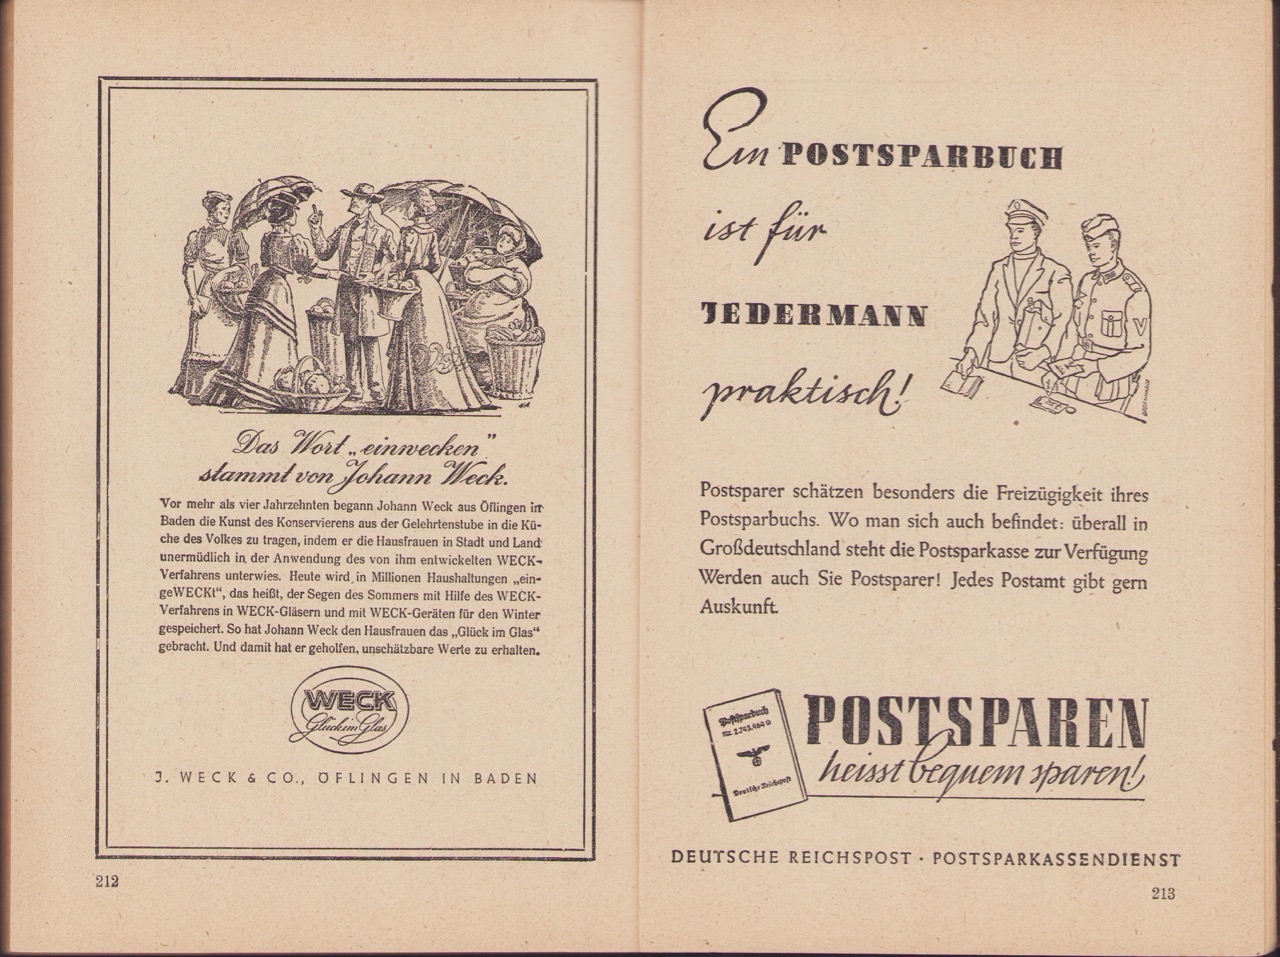 Das Wort „einwecken”
stammt von Johann Weck.
Vor mehr als vier Jahrzehnten begann Johann Weck aus Öflingen in
Baden die Kunst des Konservierens aus der Gelehrtenstube in die Kü-
che des Volkes zu tragen, indem er die Hausfrauen in Stadt und Land
unermüdlich in der Anwendung des von ihm entwickelten WECK-
Verfahrens unterwies. Heute wird in Millionen Haushaltungen „ein-
geWECKt“, das heißt, der Segen des Sommers mit Hilfe des WECK-
Verfahrens in WECK-Gläsern und mit WECK-Geräten für den Winter
gespeichert. So hat Johann Weck den Hausfrauen das „Glück im Glas“
gebracht. Und damit hat er geholfen, unschätzbare Werte zu erhalten.
WECK
Glück im Glas
J. WECK & CO., ÖFLINGEN IN BADEN
212
Ein POSTSPARBUCH
ist für
JEDERMANN
praktisch!
Postsparer schätzen besonders die Freizügigkeit ihres
Postsparbuchs. Wo man sich auch befindet: überall in
Großdeutschland steht die Postsparkasse zur Verfügung
Werden auch Sie Postsparer! Jedes Postamt gibt gern
Auskunft.
Postsparbuch
Nr. 2.743.464
Deutsche Reichspost
POSTSPAREN
heisst bequem sparen!
DEUTSCHE REICHSPOST · POSTSPARKASSENDIENST
213